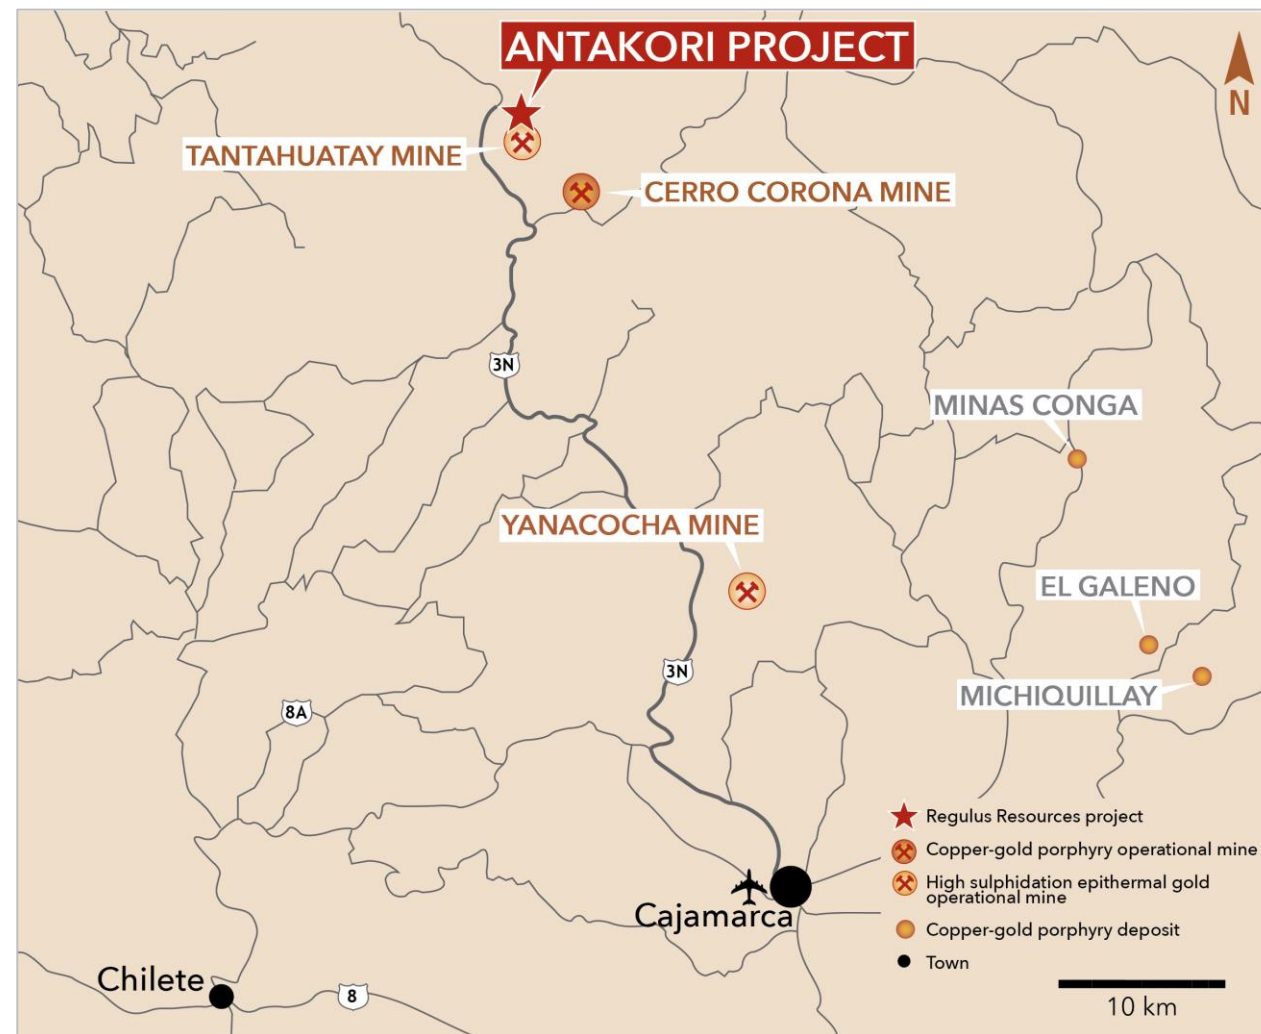 ANTAKORI PROJECT
N
TANTAHUATAY MINE
CERRO CORONA MINE
3N
MINAS CONGA
YANACOCHA MINE
EL GALENO
3N
MICHIQUILLAY
8A
Regulus Resources project
Copper-gold porphyry operational mine
High sulphidation epithermal gold
operational mine
Copper-gold porphyry deposit
Town
Cajamarca
Chilete
8
10 km